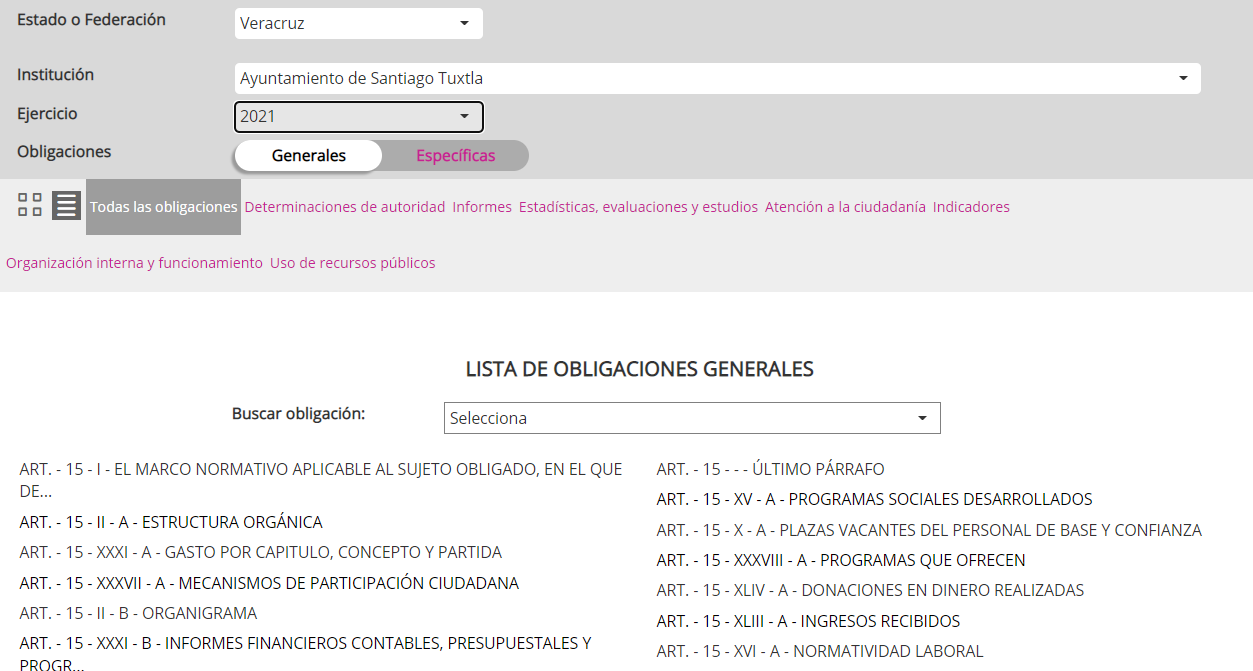 Estado o Federación
Veracruz
Institución
Ayuntamiento de Santiago Tuxtla
Ejercicio
2021
Obligaciones
Generales
Específicas
Todas las obligaciones
Determinaciones de autoridad
Informes
Estadísticas, evaluaciones y estudios
Atención a la ciudadanía
Indicadores
Organización interna y funcionamiento
Uso de recursos públicos
LISTA DE OBLIGACIONES GENERALES
Buscar obligación:
Selecciona
ART. - 15 - I - EL MARCO NORMATIVO APLICABLE AL SUJETO OBLIGADO, EN EL QUE
DE...
ART. - 15 - II - A - ESTRUCTURA ORGÁNICA
ART. - 15 - XXXI - A - GASTO POR CAPITULO, CONCEPTO Y PARTIDA
ART. - 15 - XXXVII - A - MECANISMOS DE PARTICIPACIÓN CIUDADANA
ART. - 15 - II - B - ORGANIGRAMA
ART. - 15 - XXXI - B - INFORMES FINANCIEROS CONTABLES, PRESUPUESTALES Y
PROGR...
ART. - 15 - - - ÚLTIMO PÁRRAFO
ART. - 15 - XV - A - PROGRAMAS SOCIALES DESARROLLADOS
ART. - 15 - X - A - PLAZAS VACANTES DEL PERSONAL DE BASE Y CONFIANZA
ART. - 15 - XXXVIII - A - PROGRAMAS QUE OFRECEN
ART. - 15 - XLIV - A - DONACIONES EN DINERO REALIZADAS
ART. - 15 - XLIII - A - INGRESOS RECIBIDOS
ART. - 15 - XVI - A - NORMATIVIDAD LABORAL